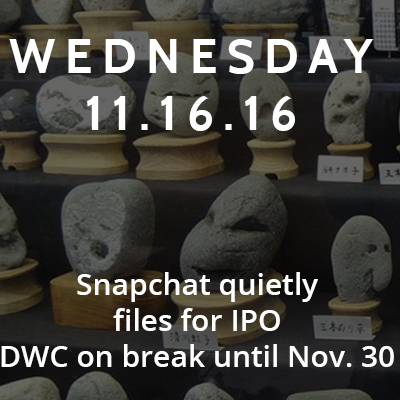 WEDNESDAY
11.16.16
Snapchat quietly
files for IPO
DWC on break until Nov. 30